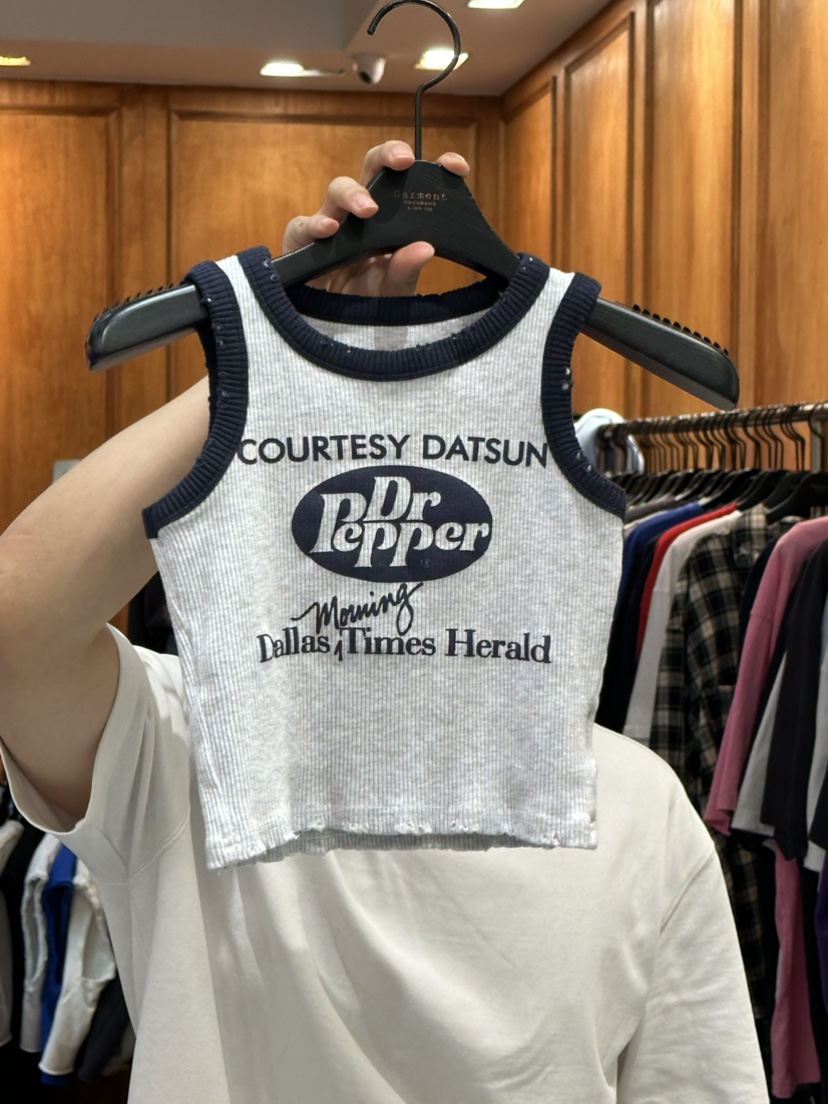 Garment
COURTESY DATSUN
Dr
Pepper
Morning
Dallas Times Herald